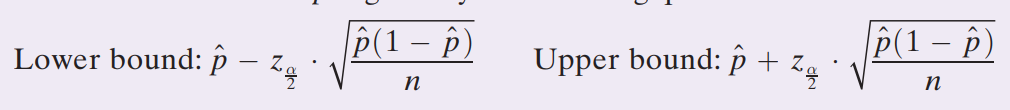 Lower bound: p̂ − z_{α/2} · √(p̂(1 − p̂)/n) Upper bound: p̂ + z_{α/2} · √(p̂(1 − p̂)/n)